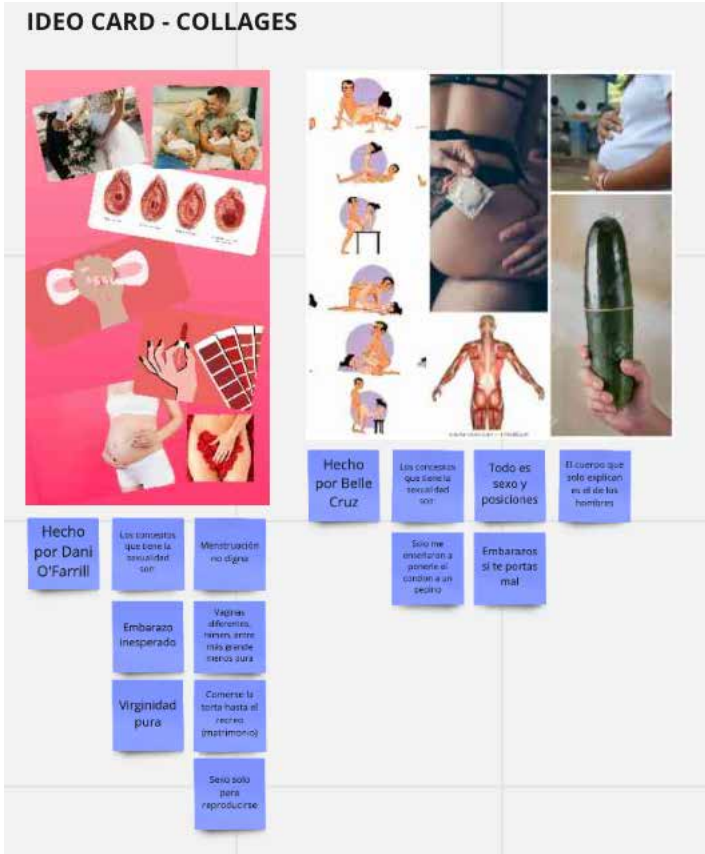 IDEO CARD - COLLAGES
Hecho
por Dani
O'Farrill
Los conceptos
que tiene la
sexualidad
son:
Menstruación
no digna
Embarazo
inesperado
Vaginas
diferentes,
himen, entre
más grande
menos pura
Virginidad
pura
Comerse la
torta hasta el
recreo
(matrimonio)
Sexo solo
para
reproducirse
Hecho
por Belle
Cruz
Los conceptos
que tiene la
sexualidad
son:
Todo es
sexo y
posiciones
El cuerpo que
solo explican
es el de los
hombres
Solo me
enseñaron a
ponerle el
condon a un
pepino
Embarazos
si te portas
mal